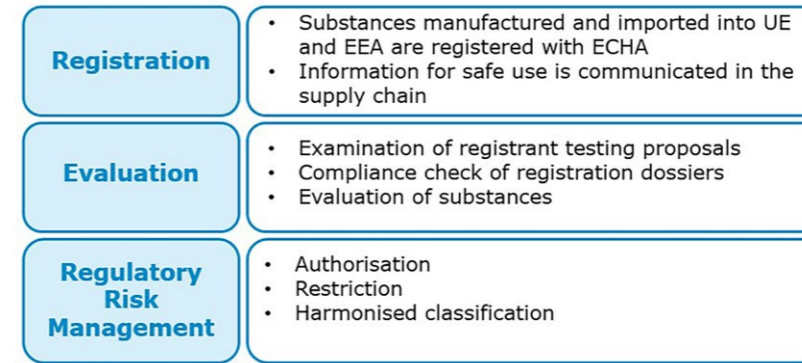 Registration
• Substances manufactured and imported into UE
and EEA are registered with ECHA
• Information for safe use is communicated in the
supply chain
Evaluation
• Examination of registrant testing proposals
• Compliance check of registration dossiers
• Evaluation of substances
Regulatory
Risk
Management
• Authorisation
• Restriction
• Harmonised classification